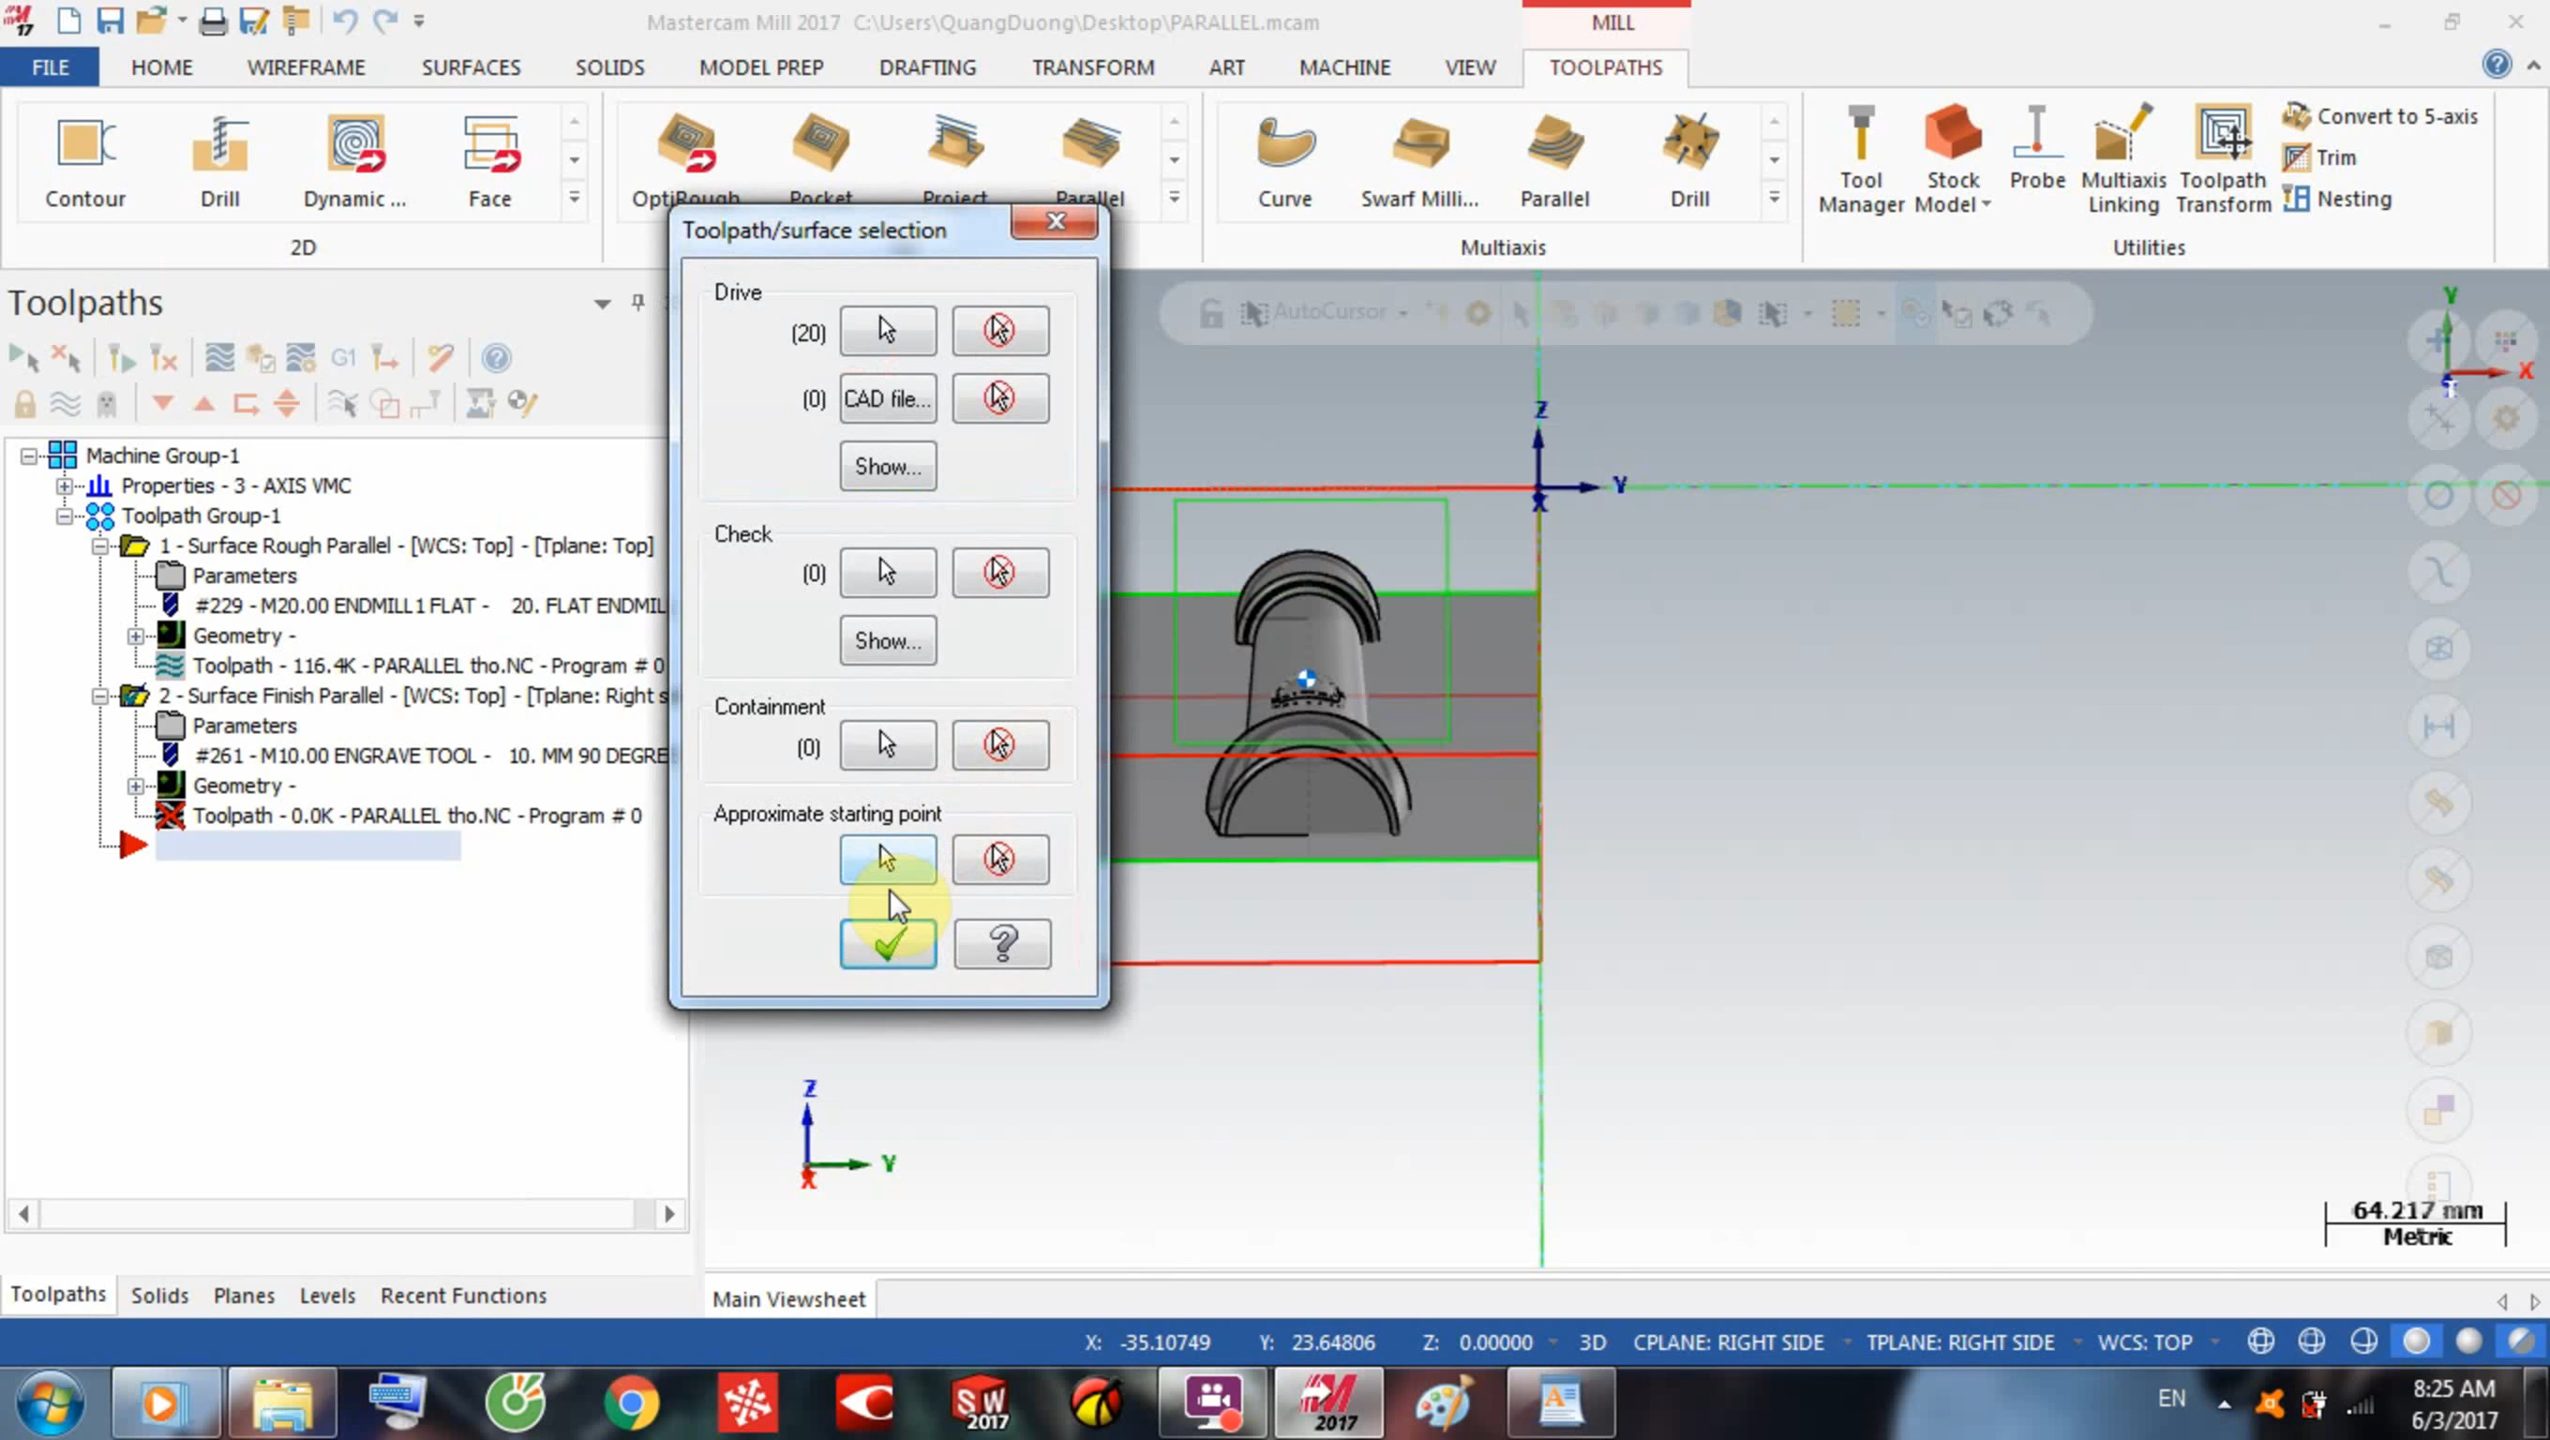 Mastercam Mill 2017 C:\Users\QuangDuong\Desktop\PARALLEL.mcam
MILL
FILE HOME WIREFRAME SURFACES SOLIDS MODEL PREP DRAFTING TRANSFORM ART MACHINE VIEW TOOLPATHS
Contour Drill Dynamic ... Face
2D
OptiRough Pocket Project Parallel
Curve Swarf Milli... Parallel Drill
Multiaxis
Tool Manager
Stock Model
Probe
Multiaxis Linking
Toolpath Transform
Convert to 5-axis
Trim
Nesting
Utilities
Toolpaths
G1
Machine Group-1
Properties - 3 - AXIS VMC
Toolpath Group-1
1 - Surface Rough Parallel - [WCS: Top] - [Tplane: Top]
Parameters
#229 - M20.00 ENDMILL1 FLAT - 20. FLAT ENDMIL
Geometry -
Toolpath - 116.4K - PARALLEL tho.NC - Program # 0
2 - Surface Finish Parallel - [WCS: Top] - [Tplane: Right s
Parameters
#261 - M10.00 ENGRAVE TOOL - 10. MM 90 DEGRE
Geometry -
Toolpath - 0.0K - PARALLEL tho.NC - Program # 0
Toolpath/surface selection
Drive
(20)
(0) CAD file...
Show...
Check
(0)
Show...
Containment
(0)
Approximate starting point
AutoCursor
Y
X
Z
Y
X
Z
Y
X
64.217 mm
Metric
Toolpaths Solids Planes Levels Recent Functions
Main Viewsheet
X: -35.10749 Y: 23.64806 Z: 0.00000 3D CPLANE: RIGHT SIDE TPLANE: RIGHT SIDE WCS: TOP
SW
2017
2017
EN
8:25 AM
6/3/2017